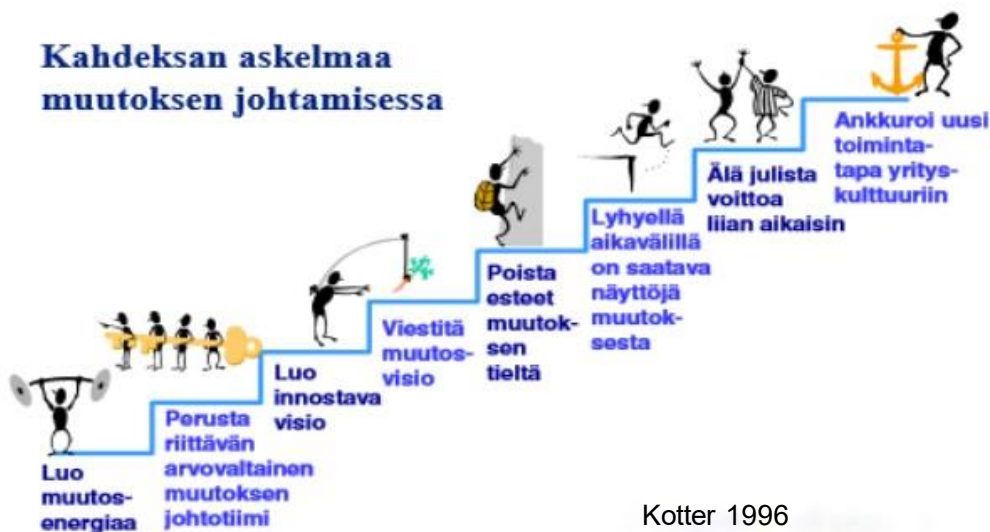 Kahdeksan askelmaa
muutoksen johtamisessa
Luo
muutos-
energiaa
Perusta
riittävän
arvovaltainen
muutoksen
johtotiimi
Luo
innostava
visio
Viestitä
muutos-
visio
Poista
esteet
muutok-
sen
tieltä
Lyhyellä
aikavälillä
on saatava
näyttöjä
muutok-
sesta
Älä julista
voittoa
liian aikaisin
Ankkuroi uusi
toiminta-
tapa yritys-
kulttuuriin
Kotter 1996